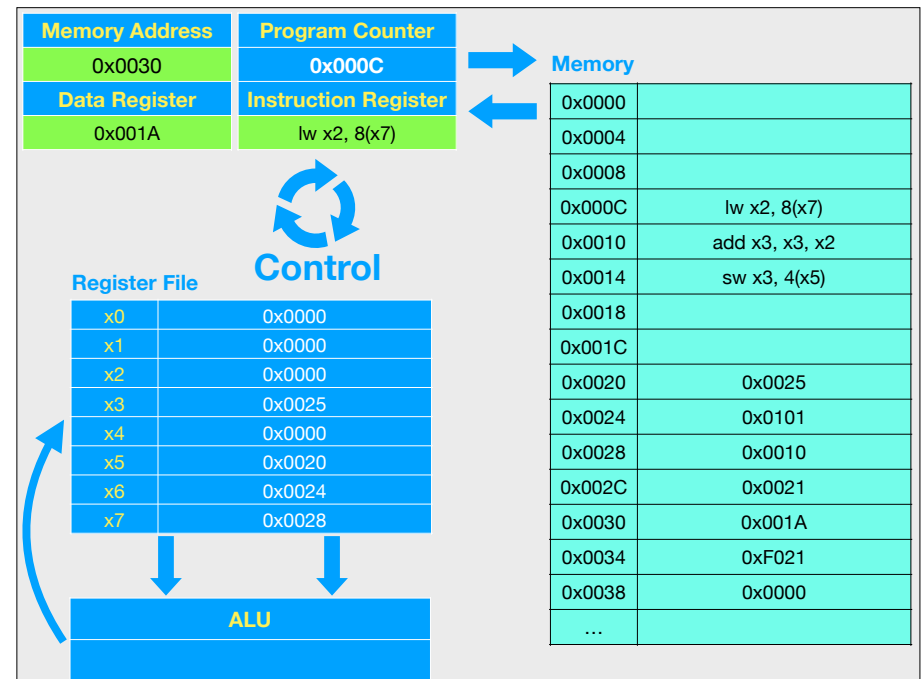 Memory Address Program Counter
0x0030 0x000C
Data Register Instruction Register
0x001A lw x2, 8(x7)
Control
Register File
x0 0x0000
x1 0x0000
x2 0x0000
x3 0x0025
x4 0x0000
x5 0x0020
x6 0x0024
x7 0x0028
ALU
Memory
0x0000
0x0004
0x0008
0x000C lw x2, 8(x7)
0x0010 add x3, x3, x2
0x0014 sw x3, 4(x5)
0x0018
0x001C
0x0020 0x0025
0x0024 0x0101
0x0028 0x0010
0x002C 0x0021
0x0030 0x001A
0x0034 0xF021
0x0038 0x0000
…